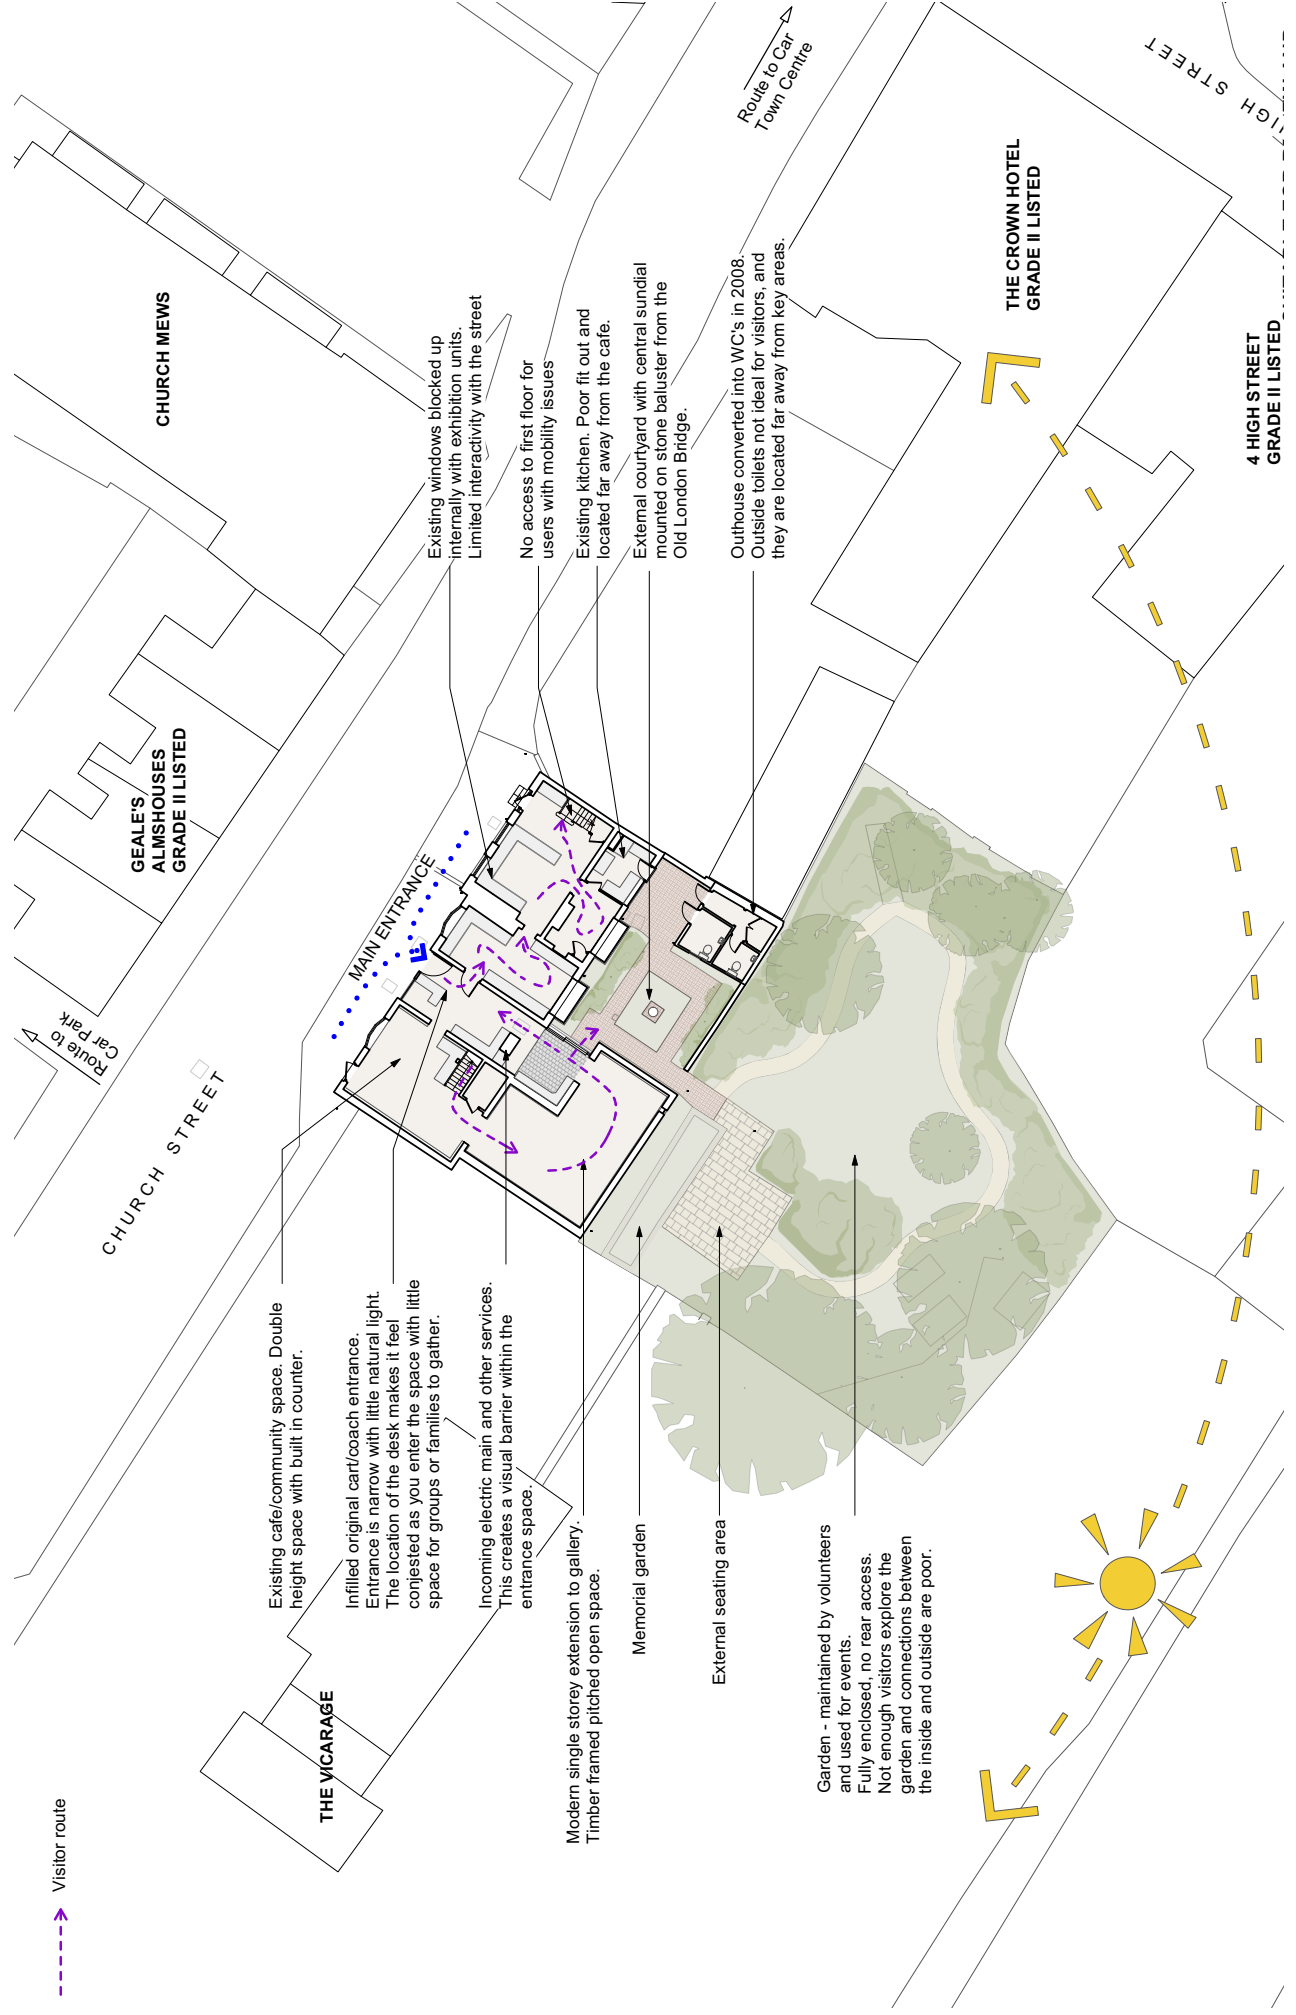 Visitor route
THE VICARAGE
CHURCH STREET
Route to
Car Park
GEALE'S
ALMSHOUSES
GRADE II LISTED
CHURCH MEWS
MAIN ENTRANCE
Existing cafe/community space. Double
height space with built in counter.
Infilled original cart/coach entrance.
Entrance is narrow with little natural light.
The location of the desk makes it feel
conjested as you enter the space with little
space for groups or families to gather.
Incoming electric main and other services.
This creates a visual barrier within the
entrance space.
Modern single storey extension to gallery.
Timber framed pitched open space.
Memorial garden
External seating area
Garden - maintained by volunteers
and used for events.
Fully enclosed, no rear access.
Not enough visitors explore the
garden and connections between
the inside and outside are poor.
Existing windows blocked up
internally with exhibition units.
Limited interactivity with the street
No access to first floor for
users with mobility issues
Existing kitchen. Poor fit out and
located far away from the cafe.
External courtyard with central sundial
mounted on stone baluster from the
Old London Bridge.
Outhouse converted into WC's in 2008.
Outside toilets not ideal for visitors, and
they are located far away from key areas.
Route to Car
Town Centre
THE CROWN HOTEL
GRADE II LISTED
4 HIGH STREET
GRADE II LISTED
HIGH STREET